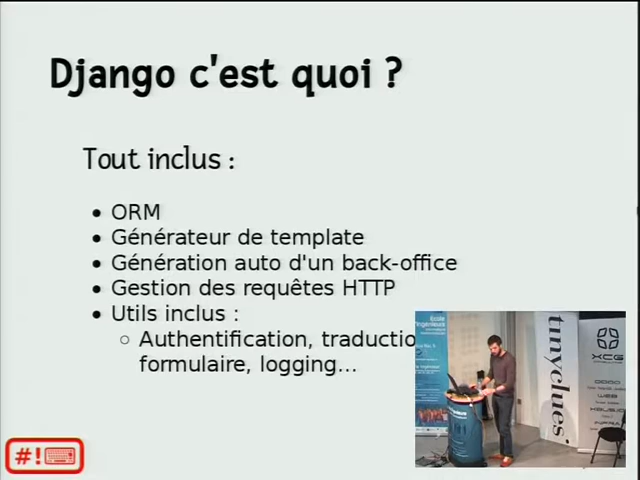 Django c'est quoi ?
Tout inclus :
• ORM
• Générateur de template
• Génération auto d'un back-office
• Gestion des requêtes HTTP
• Utils inclus :
○ Authentification, traductio
formulaire, logging...
#!
tinyclues
XCG